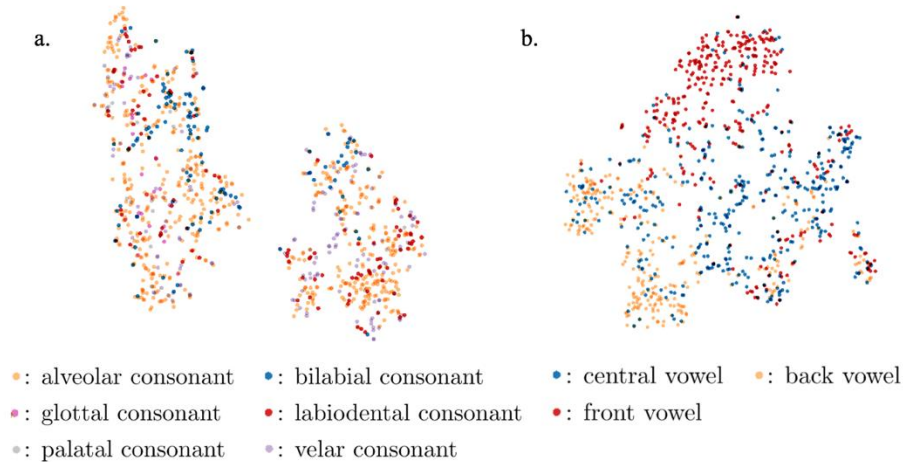 a.
b.
: alveolar consonant : bilabial consonant : central vowel : back vowel
: glottal consonant : labiodental consonant : front vowel
: palatal consonant : velar consonant